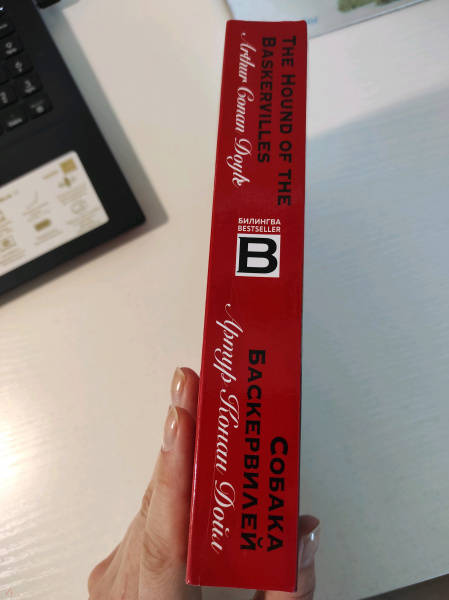 THE HOUND OF THE
BASKERVILLES
Arthur Conan Doyle
БИЛИНГВА
BESTSELLER
B
СОБАКА
БАСКЕРВИЛЕЙ
Артур Конан Дойл